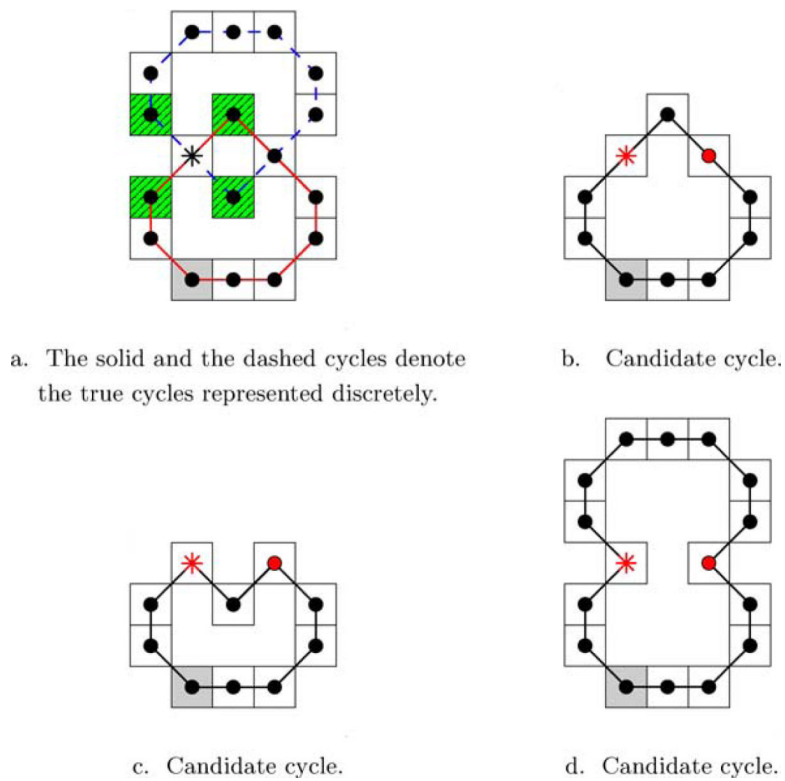 a. The solid and the dashed cycles denote
the true cycles represented discretely.
b. Candidate cycle.
c. Candidate cycle.
d. Candidate cycle.